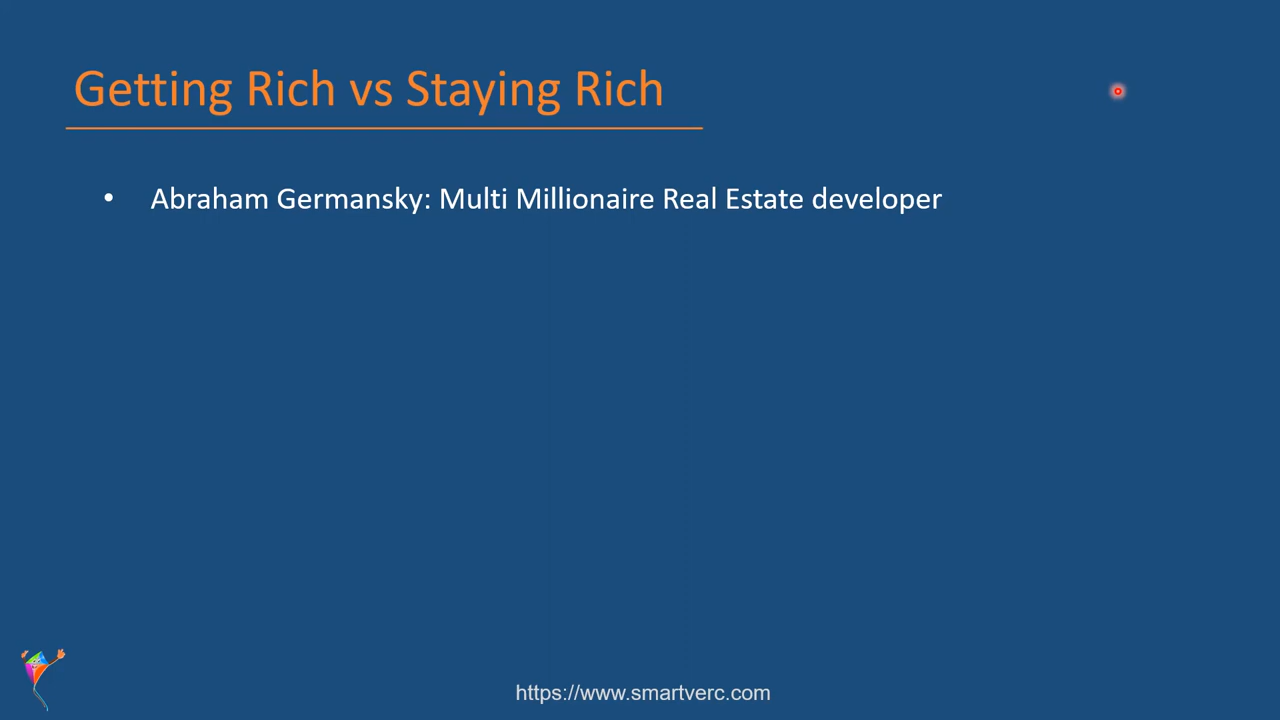 Getting Rich vs Staying Rich
• Abraham Germansky: Multi Millionaire Real Estate developer
https://www.smartverc.com